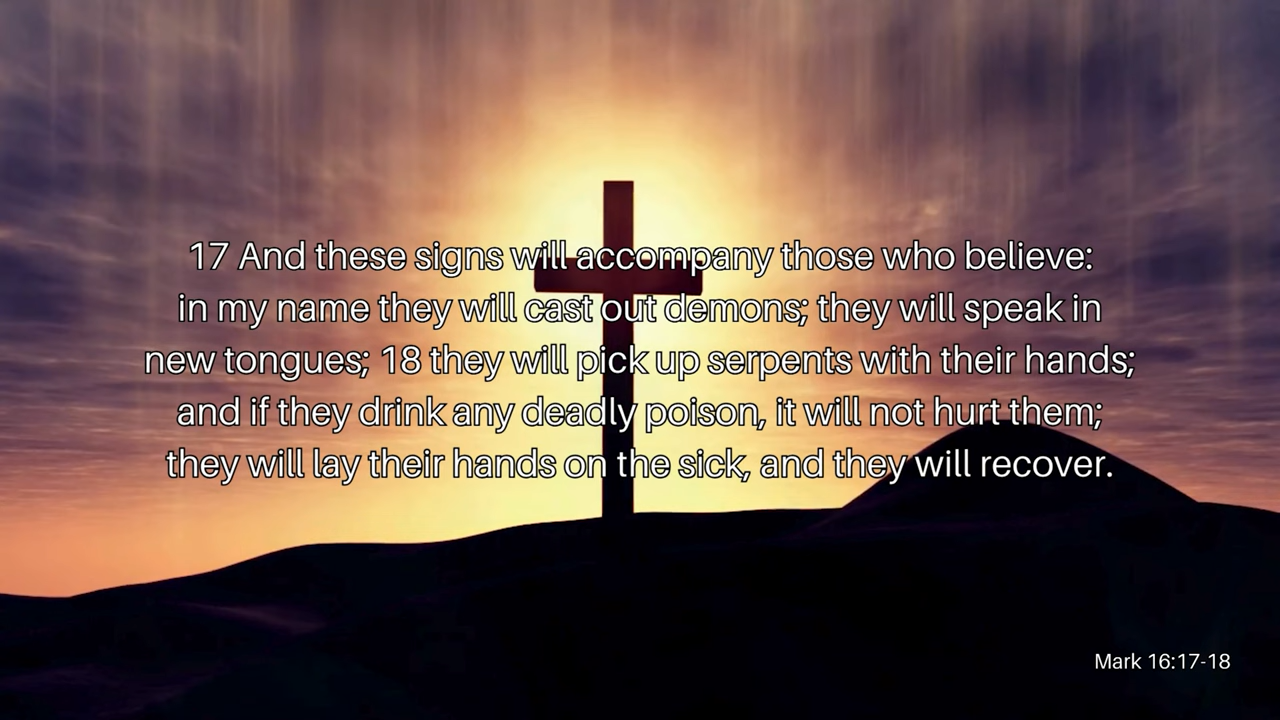 17 And these signs will accompany those who believe:
in my name they will cast out demons; they will speak in
new tongues; 18 they will pick up serpents with their hands;
and if they drink any deadly poison, it will not hurt them;
they will lay their hands on the sick, and they will recover.
Mark 16:17-18